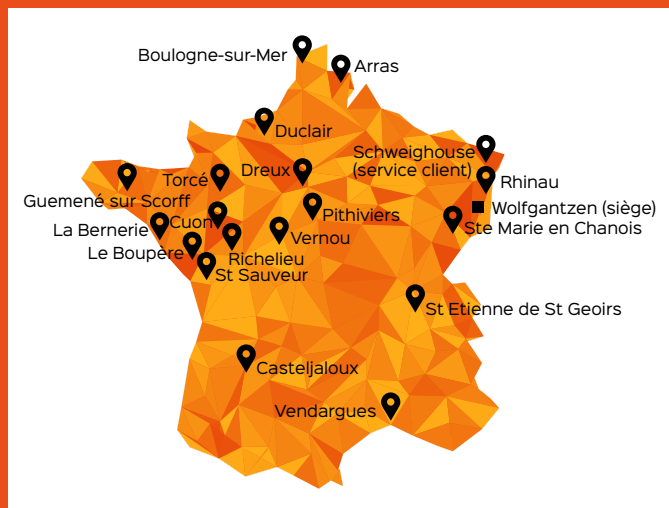 Boulogne-sur-Mer
Arras
Duclair
Schweighouse
(service client)
Dreux
Torcé
Rhinau
Guemené sur Scorff
Pithiviers
Wolfgantzen (siège)
Cuon
La Bernerie
Ste Marie en Chanois
Vernou
Le Boupère
Richelieu
St Sauveur
St Etienne de St Geoirs
Casteljaloux
Vendargues